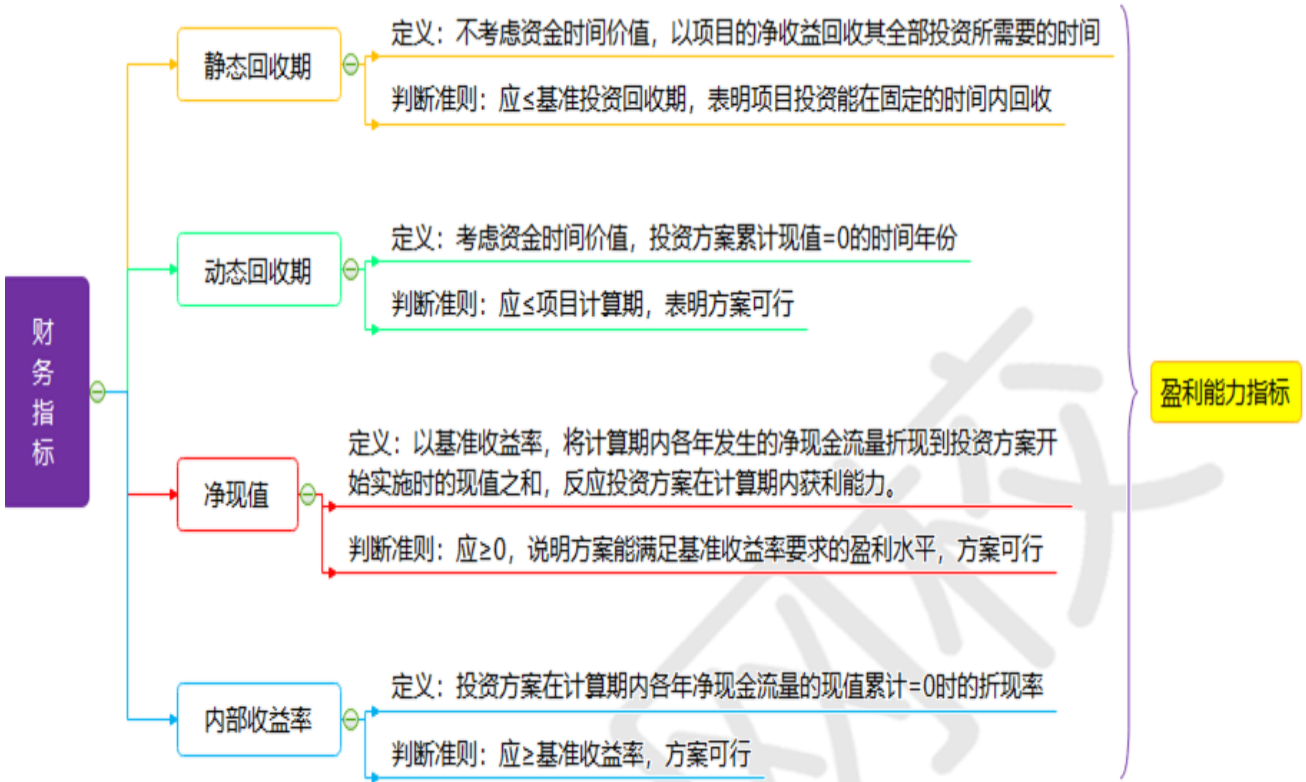 财务指标
静态回收期
定义：不考虑资金时间价值，以项目的净收益回收其全部投资所需要的时间
判断准则：应≤基准投资回收期，表明项目投资能在固定的时间内回收
动态回收期
定义：考虑资金时间价值，投资方案累计现值=0的时间年份
判断准则：应≤项目计算期，表明方案可行
净现值
定义：以基准收益率，将计算期内各年发生的净现金流量折现到投资方案开
始实施时的现值之和，反应投资方案在计算期内获利能力。
判断准则：应≥0，说明方案能满足基准收益率要求的盈利水平，方案可行
内部收益率
定义：投资方案在计算期内各年净现金流量的现值累计=0时的折现率
判断准则：应≥基准收益率，方案可行
盈利能力指标
网校